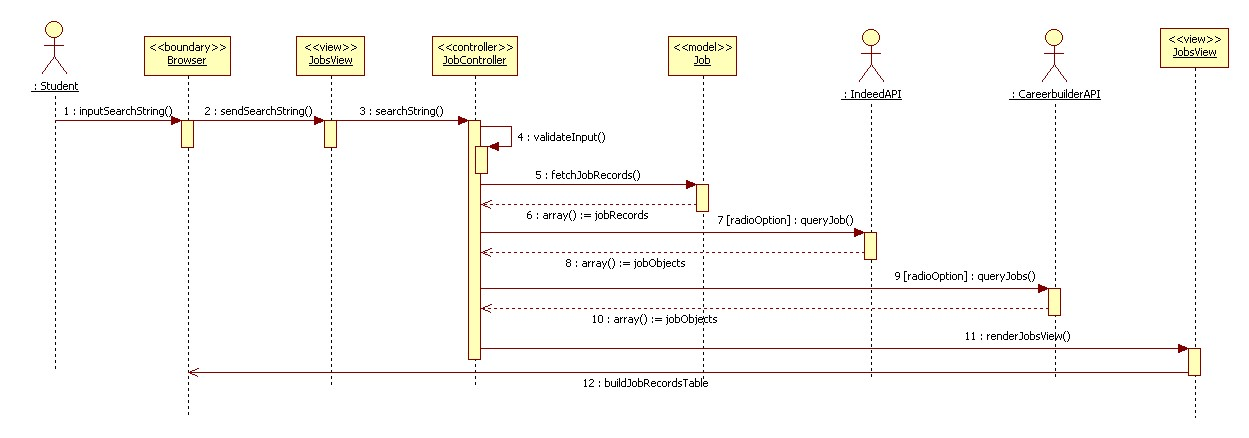 <<boundary>>
Browser
<<view>>
JobsView
<<controller>>
JobController
<<model>>
Job
<<view>>
JobsView
: Student
: IndeedAPI
: CareerbuilderAPI
1 : inputSearchString()
2 : sendSearchString()
3 : searchString()
4 : validateInput()
5 : fetchJobRecords()
6 : array() := jobRecords
7 [radioOption] : queryJob()
8 : array() := jobObjects
9 [radioOption] : queryJobs()
10 : array() := jobObjects
11 : renderJobsView()
12 : buildJobRecordsTable